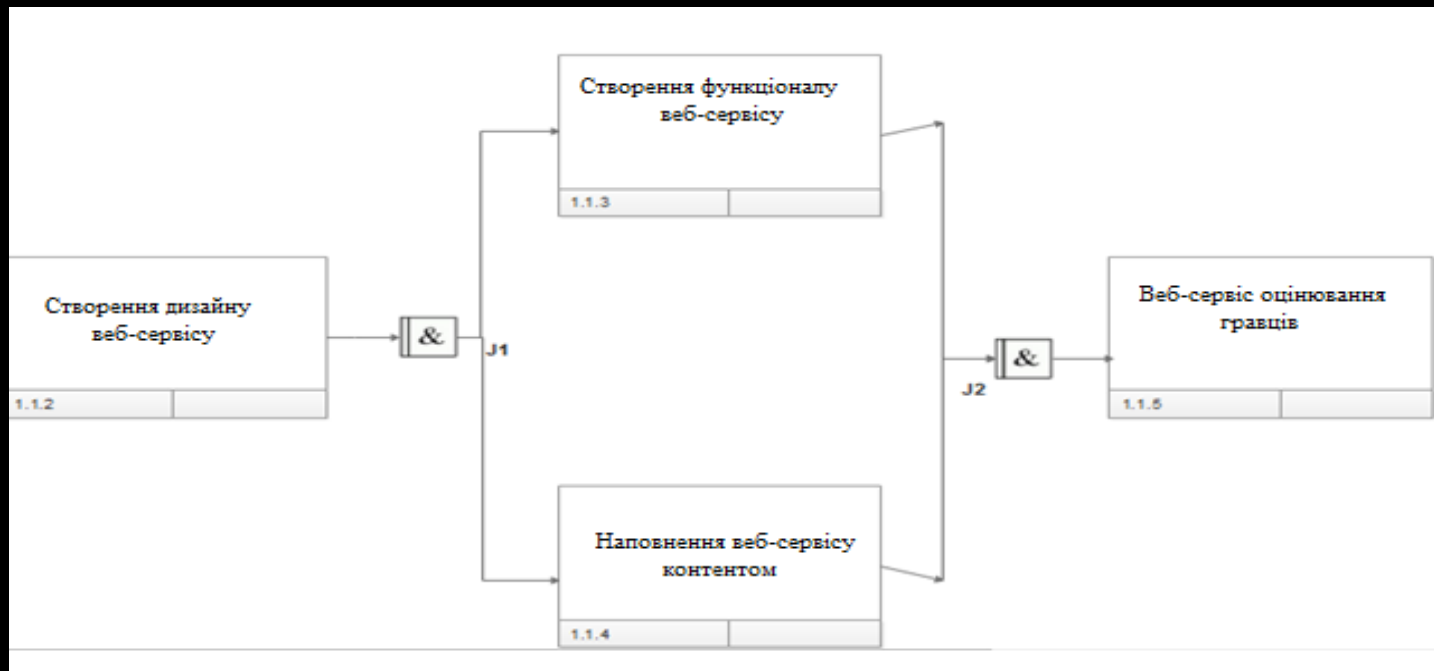 Створення функціоналу
веб-сервісу
1.1.3
Створення дизайну
веб-сервісу
1.1.2
&
J1
&
J2
Веб-сервіс оцінювання
гравців
1.1.5
Наповнення веб-сервісу
контентом
1.1.4